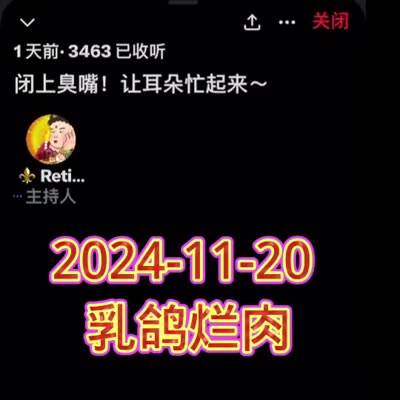 关闭
1 天前· 3463 已收听
闭上臭嘴！让耳朵忙起来～
⚜ Reti...
主持人
2024-11-20
乳鸽烂肉